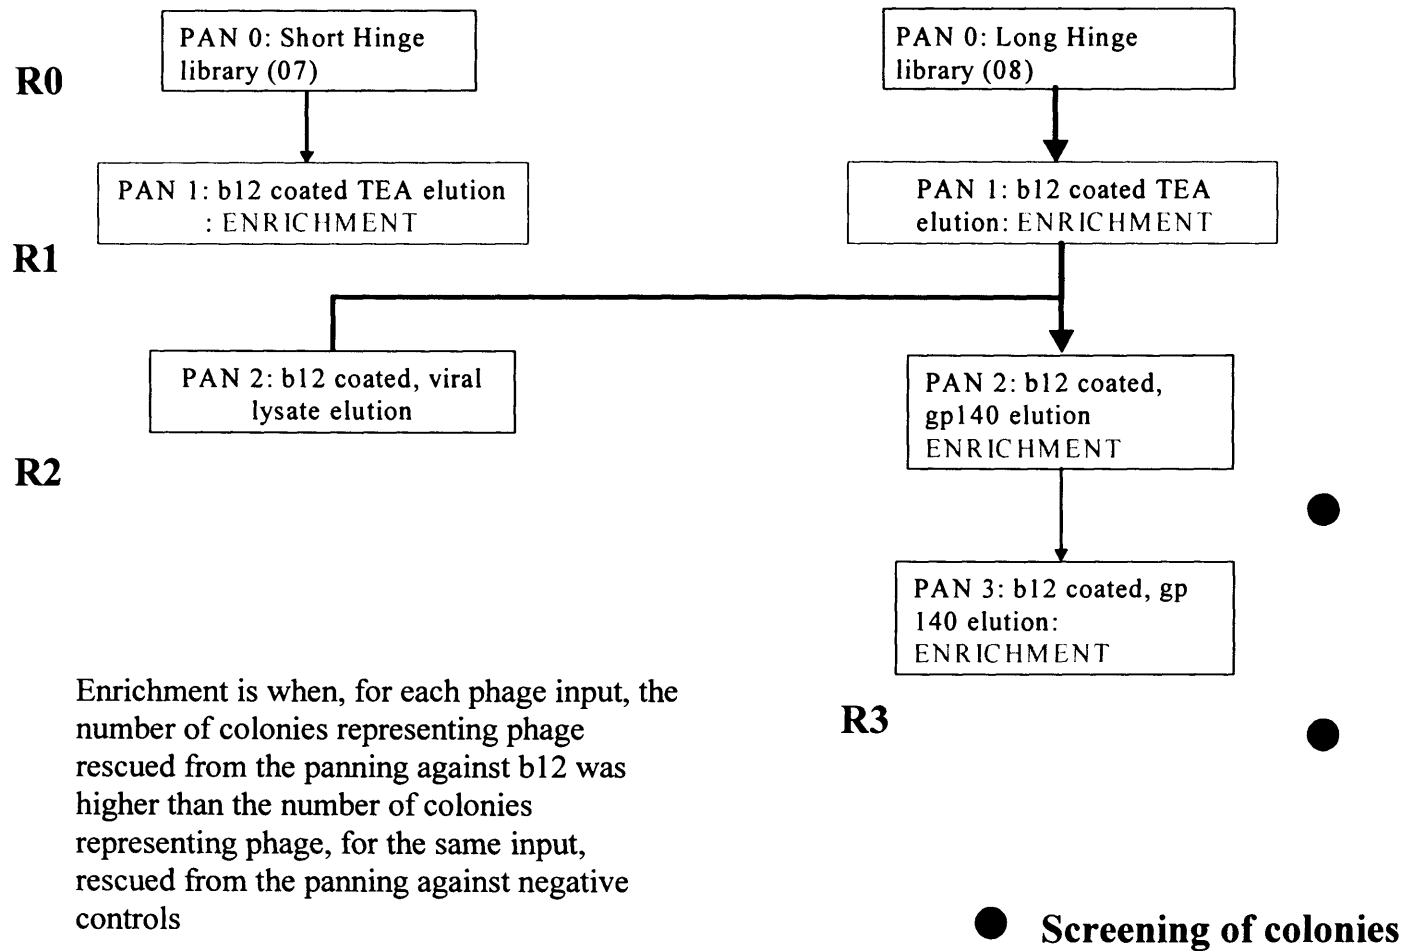 PAN 0: Short Hinge
library (07)
PAN 0: Long Hinge
library (08)
R0
PAN 1: b12 coated TEA elution
: ENRICHMENT
PAN 1: b12 coated TEA
elution: ENRICHMENT
R1
PAN 2: b12 coated, viral
lysate elution
PAN 2: b12 coated,
gp140 elution
ENRICHMENT
R2
PAN 3: b12 coated, gp
140 elution:
ENRICHMENT
R3
Enrichment is when, for each phage input, the
number of colonies representing phage
rescued from the panning against b12 was
higher than the number of colonies
representing phage, for the same input,
rescued from the panning against negative
controls
Screening of colonies